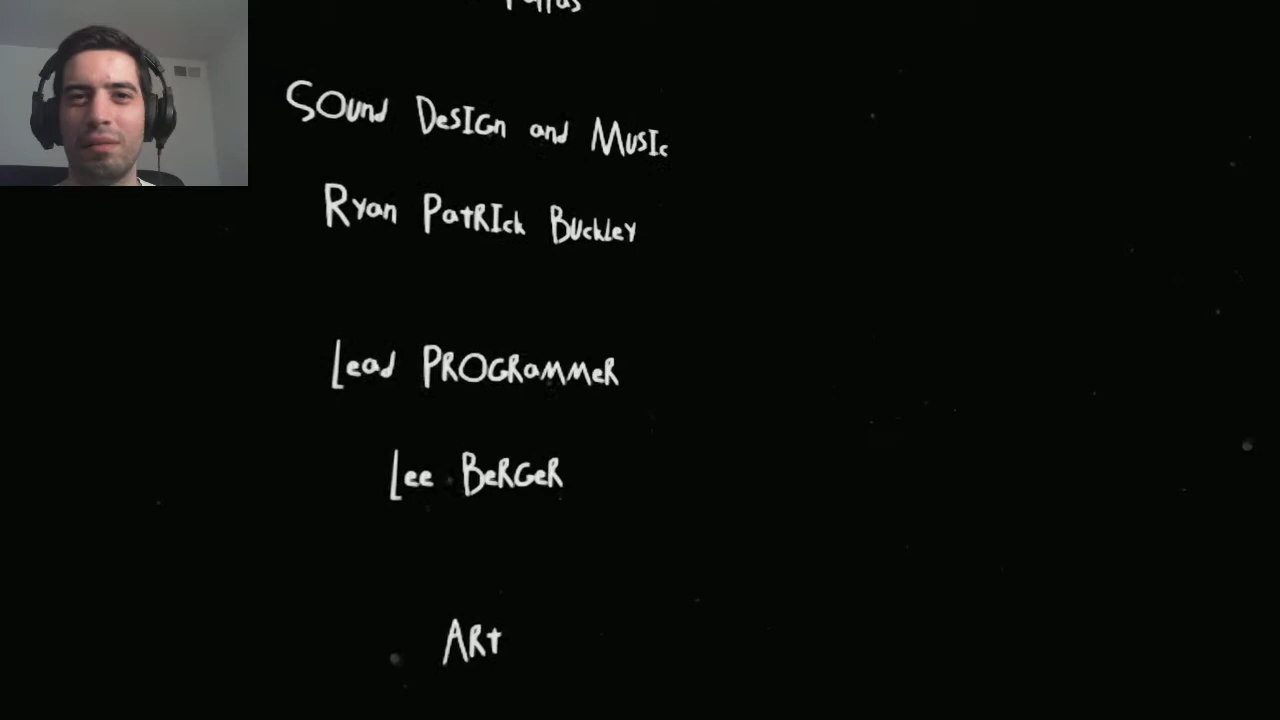 Sound Design and Music
Ryan Patrick Buckley
Lead Programmer
Lee Berger
Art